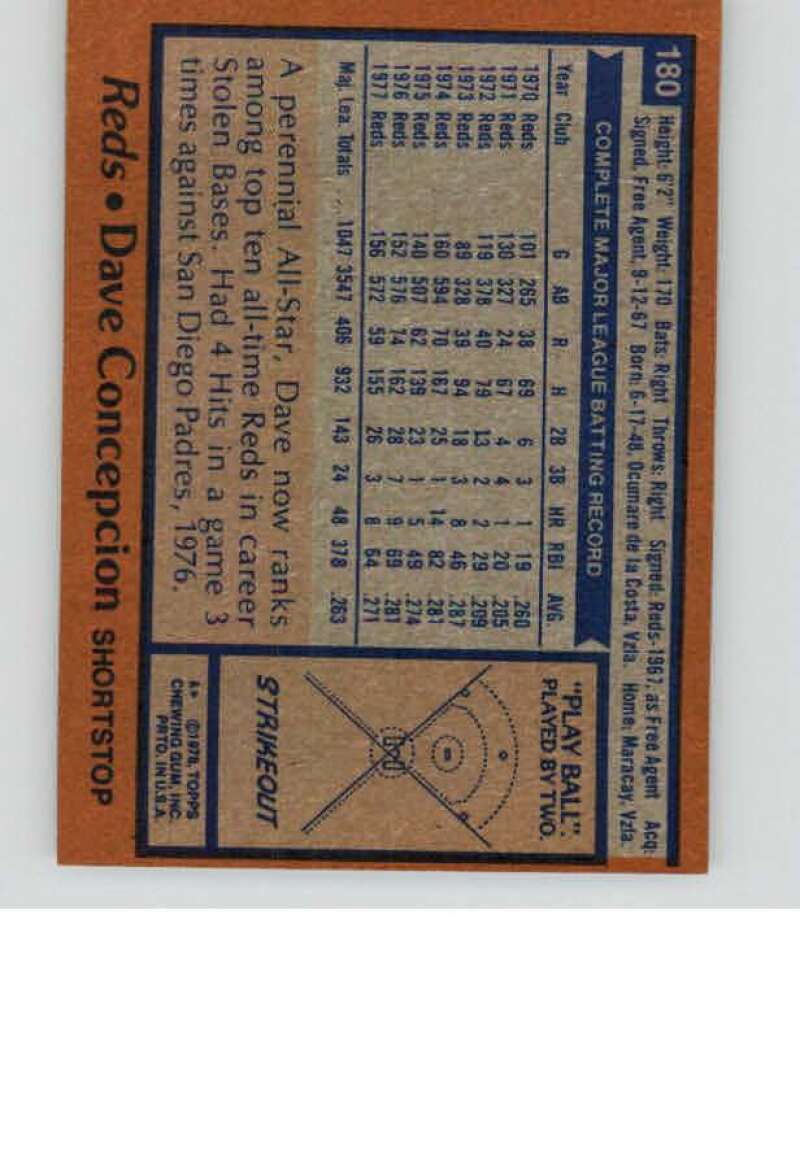 180
Height: 6'2" Weight: 170 Bats: Right Throws: Right Signed: Reds-1967, as Free Agent Acq:
Signed, Free Agent, 9-12-67 Born: 6-17-48, Ocumare de la Costa, Vzla. Home: Maracay, Vzla.
COMPLETE MAJOR LEAGUE BATTING RECORD
Year Club G AB R H 2B 3B HR RBI AVG.
1970 Reds 101 265 38 69 6 3 1 19 .260
1971 Reds 130 327 24 67 4 4 1 20 .205
1972 Reds 119 378 40 79 13 2 2 29 .209
1973 Reds 89 328 39 94 18 3 8 46 .287
1974 Reds 160 594 70 167 25 1 14 82 .281
1975 Reds 140 507 62 139 23 1 5 49 .274
1976 Reds 152 576 74 162 28 7 9 69 .281
1977 Reds 156 572 59 155 26 3 8 64 .271
Maj. Lea. Totals 1047 3547 406 932 143 24 48 378 .263
A perennial All-Star, Dave now ranks
among top ten all-time Reds in career
Stolen Bases. Had 4 Hits in a game 3
times against San Diego Padres, 1976.
"PLAY BALL":
PLAYED BY TWO.
STRIKEOUT
A* ©1978, TOPPS
CHEWING GUM, INC.
PRTD. IN U.S.A.
Reds • Dave Concepcion SHORTSTOP